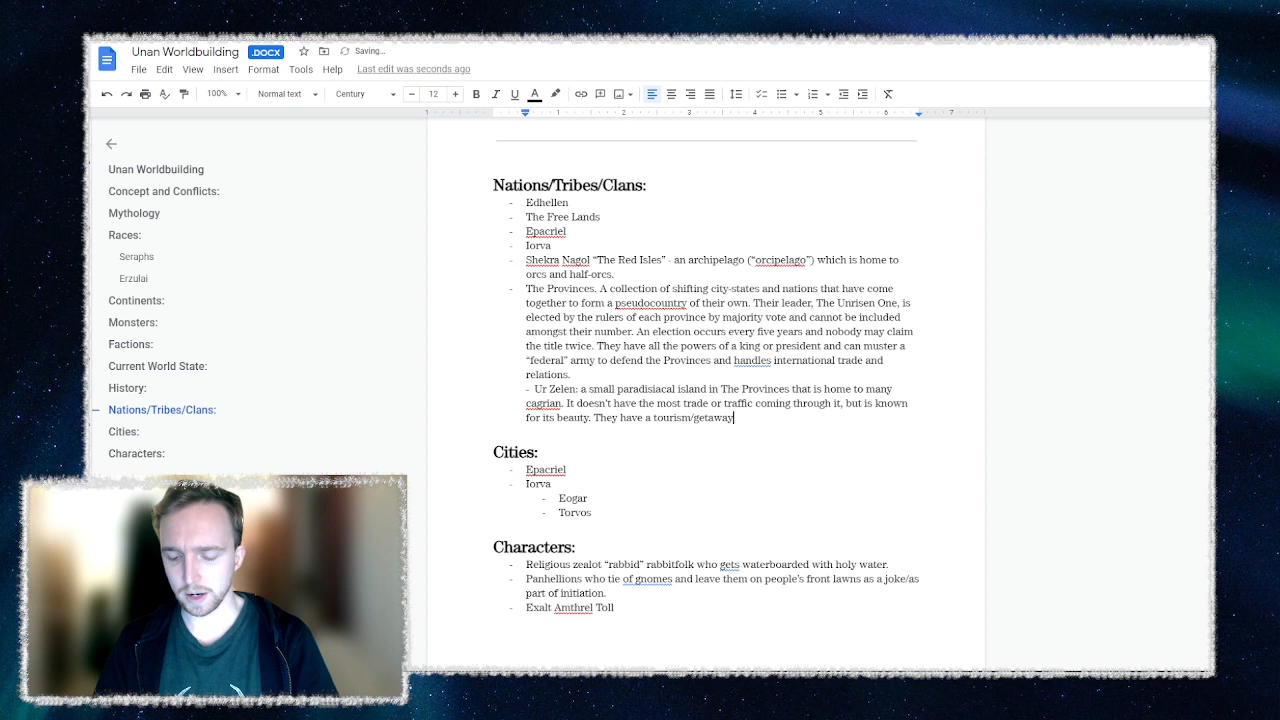 Unan Worldbuilding .DOCX Saving...
File Edit View Insert Format Tools Help Last edit was seconds ago
100% Normal text Century 12 B I U A
1 1 2 3 4 5 6 7
Unan Worldbuilding
Concept and Conflicts:
Mythology
Races:
Seraphs
Erzulai
Continents:
Monsters:
Factions:
Current World State:
History:
Nations/Tribes/Clans:
Cities:
Characters:
Nations/Tribes/Clans:
- Edhellen
- The Free Lands
- Epacriel
- Iorva
- Shekra Nagol “The Red Isles” - an archipelago (“orcipelago”) which is home to
orcs and half-orcs.
- The Provinces. A collection of shifting city-states and nations that have come
together to form a pseudocountry of their own. Their leader, The Unrisen One, is
elected by the rulers of each province by majority vote and cannot be included
amongst their number. An election occurs every five years and nobody may claim
the title twice. They have all the powers of a king or president and can muster a
“federal” army to defend the Provinces and handles international trade and
relations.
- Ur Zelen: a small paradisiacal island in The Provinces that is home to many
cagrian. It doesn’t have the most trade or traffic coming through it, but is known
for its beauty. They have a tourism/getaway
Cities:
- Epacriel
- Iorva
- Eogar
- Torvos
Characters:
- Religious zealot “rabbid” rabbitfolk who gets waterboarded with holy water.
- Panhellions who tie of gnomes and leave them on people’s front lawns as a joke/as
part of initiation.
- Exalt Amthrel Toll